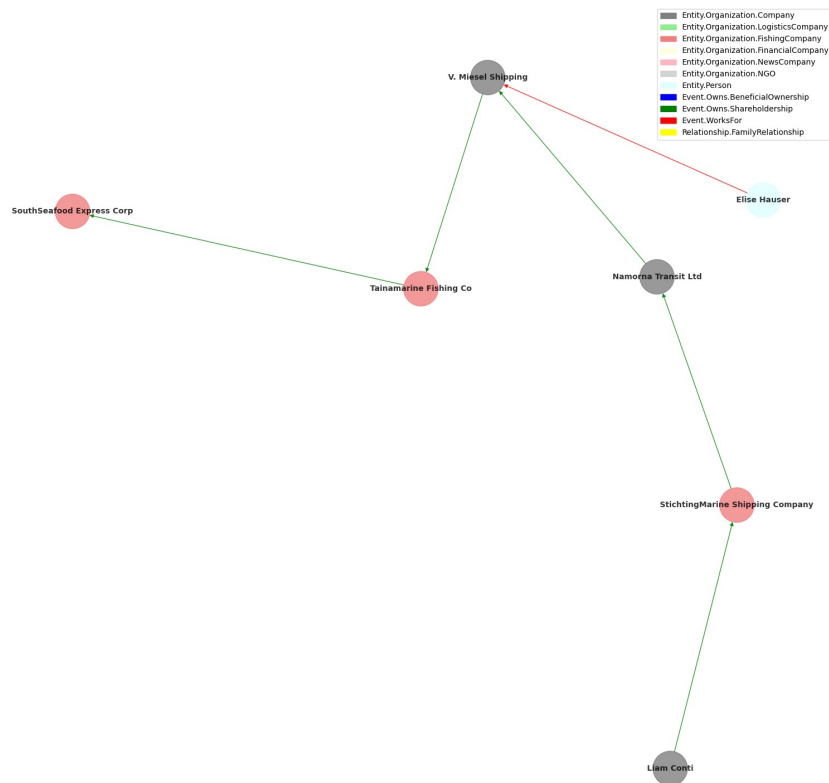 Entity.Organization.Company
Entity.Organization.LogisticsCompany
Entity.Organization.FishingCompany
Entity.Organization.FinancialCompany
Entity.Organization.NewsCompany
Entity.Organization.NGO
Entity.Person
Event.Owns.BeneficialOwnership
Event.Owns.Shareholdership
Event.WorksFor
Relationship.FamilyRelationship
V. Miesel Shipping
Elise Hauser
SouthSeafood Express Corp
Namorna Transit Ltd
Tainamarine Fishing Co
StichtingMarine Shipping Company
Liam Conti